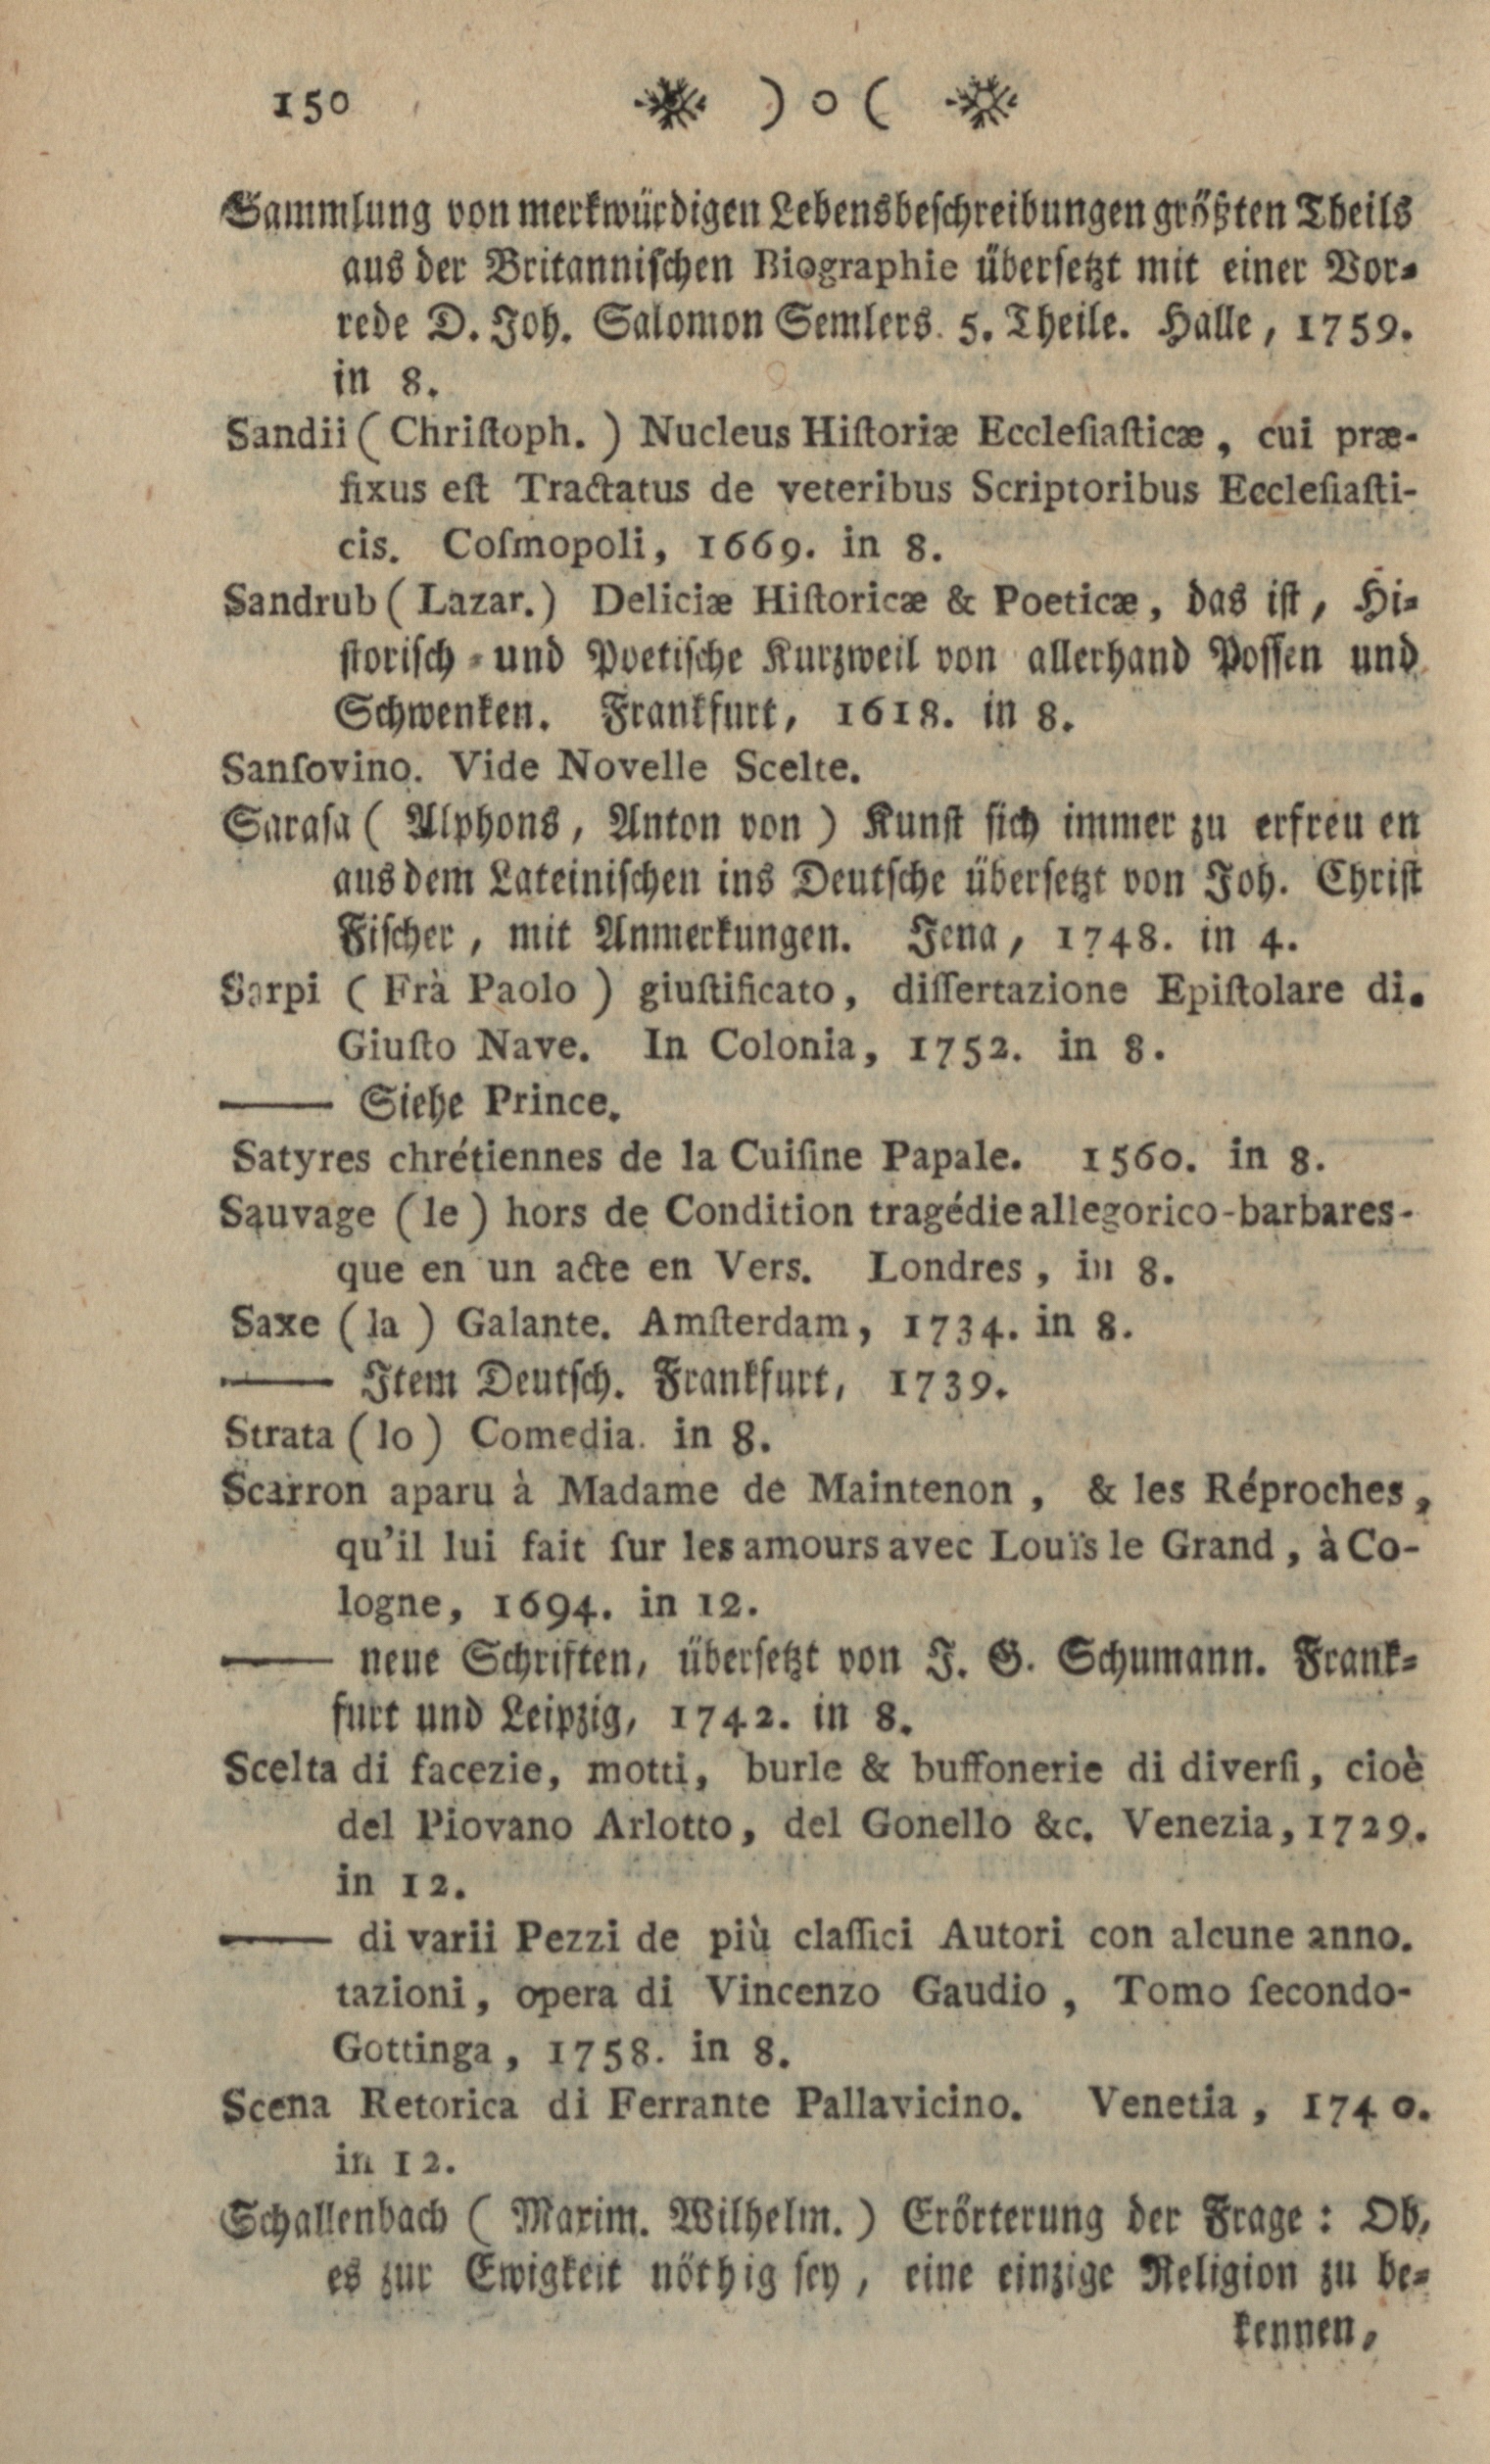 150 ) o (
Sammlung von merkwürdigen Lebensbeschreibungen größten Theils
aus der Britannischen Biographie übersetzt mit einer Vor-
rede D. Joh. Salomon Semlers. 5. Theile. Halle, 1759.
in 8.
Sandii (Christoph.) Nucleus Historiæ Ecclesiasticæ, cui præ-
fixus est Tractatus de veteribus Scriptoribus Ecclesiasti-
cis. Cosmopoli, 1669. in 8.
Sandrub (Lazar.) Deliciæ Historicæ & Poeticæ, das ist, Hi-
storisch- und Poetische Kurzweil von allerhand Possen und
Schwenken. Frankfurt, 1618. in 8.
Sansovino. Vide Novelle Scelte.
Sarasa (Alphons, Anton von) Kunst sich immer zu erfreu en
aus dem Lateinischen ins Deutsche übersetzt von Joh. Christ
Fischer, mit Anmerkungen. Jena, 1748. in 4.
Sarpi (Frà Paolo) giustificato, dissertazione Epistolare di.
Giusto Nave. In Colonia, 1752. in 8.
—— Siehe Prince.
Satyres chrétiennes de la Cuisine Papale. 1560. in 8.
Sauvage (le) hors de Condition tragédie allegorico-barbares-
que en un acte en Vers. Londres, in 8.
Saxe (la) Galante. Amsterdam, 1734. in 8.
—— Item Deutsch. Frankfurt, 1739.
Strata (lo) Comedia. in 8.
Scarron aparu à Madame de Maintenon, & les Réproches,
qu'il lui fait sur les amours avec Louïs le Grand, à Co-
logne, 1694. in 12.
—— neue Schriften, übersetzt von J. G. Schumann. Frank-
furt und Leipzig, 1742. in 8.
Scelta di facezie, motti, burle & buffonerie di diversi, cioè
del Piovano Arlotto, del Gonello &c. Venezia, 1729.
in 12.
—— di varii Pezzi de più classici Autori con alcune anno.
tazioni, opera di Vincenzo Gaudio, Tomo secondo-
Gottinga, 1758. in 8.
Scena Retorica di Ferrante Pallavicino. Venetia, 1740.
in 12.
Schallenbach (Maxim. Wilhelm.) Erörterung der Frage: Ob,
es zur Ewigkeit nöthig sey, eine einzige Religion zu be-
kennen,